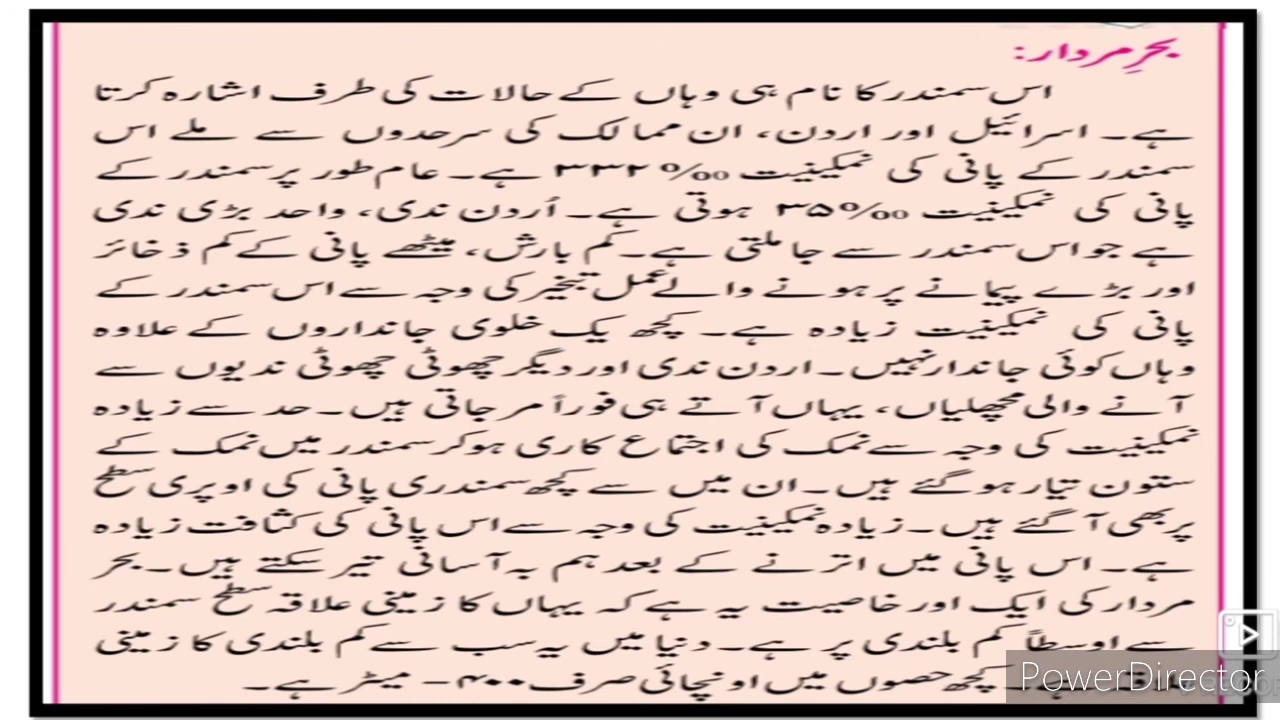 بحرِ مردار:
اس سمندر کا نام ہی وہاں کے حالات کی طرف اشارہ کرتا
ہے۔ اسرائیل اور اردن، ان ممالک کی سرحدوں سے ملے اس
سمندر کے پانی کی نمکینیت ۳۳۲‰ ہے۔ عام طور پر سمندر کے
پانی کی نمکینیت ۳۵‰ ہوتی ہے۔ اُردن ندی، واحد بڑی ندی
ہے جو اس سمندر سے جا ملتی ہے۔ کم بارش، میٹھے پانی کے کم ذخائر
اور بڑے پیمانے پر ہونے والے عمل تبخیر کی وجہ سے اس سمندر کے
پانی کی نمکینیت زیادہ ہے۔ کچھ یک خلوی جانداروں کے علاوہ
وہاں کوئی جاندار نہیں۔ اردن ندی اور دیگر چھوٹی چھوٹی ندیوں سے
آنے والی مچھلیاں، یہاں آتے ہی فوراً مر جاتی ہیں۔ حد سے زیادہ
نمکینیت کی وجہ سے نمک کی اجتماع کاری ہو کر سمندر میں نمک کے
ستون تیار ہو گئے ہیں۔ ان میں سے کچھ سمندری پانی کی اوپری سطح
پر بھی آ گئے ہیں۔ زیادہ نمکینیت کی وجہ سے اس پانی کی کثافت زیادہ
ہے۔ اس پانی میں اترنے کے بعد ہم بہ آسانی تیر سکتے ہیں۔ بحر
مردار کی ایک اور خاصیت یہ ہے کہ یہاں کا زمینی علاقہ سطح سمندر
سے اوسطاً کم بلندی پر ہے۔ دنیا میں یہ سب سے کم بلندی کا زمینی
کچھ حصوں میں اونچائی صرف ۴۰۰- میٹر ہے۔
PowerDirector